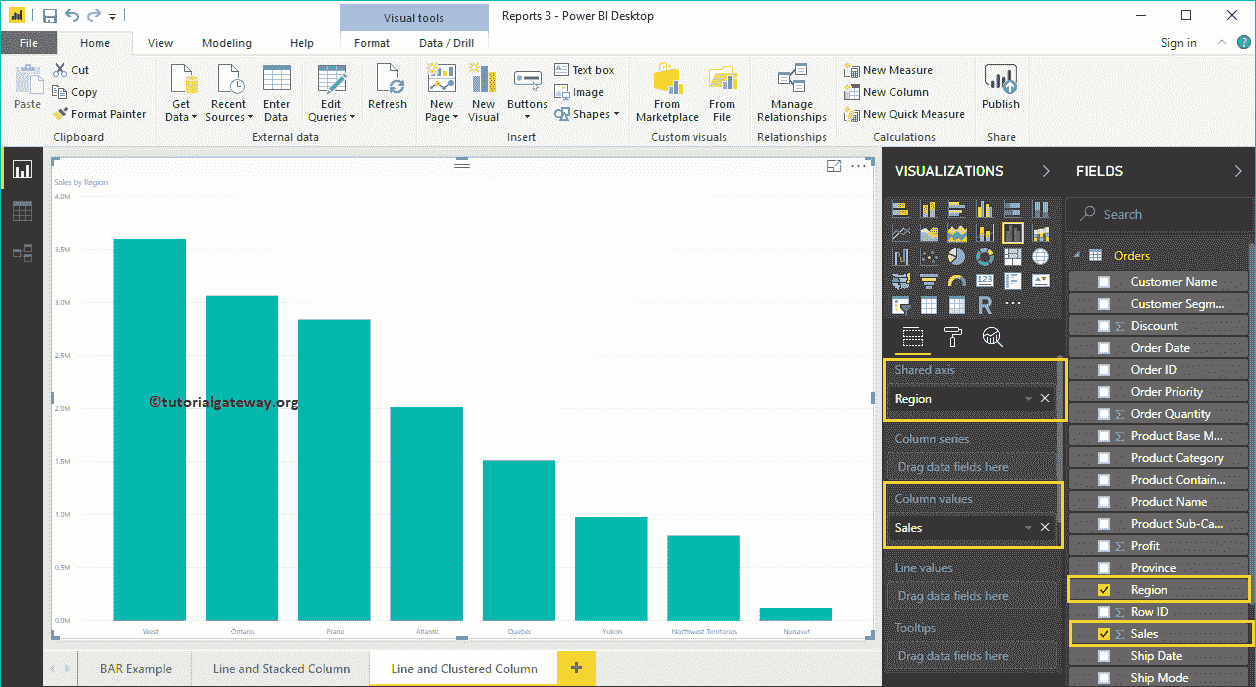 Visual tools
Reports 3 - Power BI Desktop
File
Home
View
Modeling
Help
Format
Data / Drill
Sign in
Paste
Cut
Copy
Format Painter
Clipboard
Get
Data
Recent
Sources
Enter
Data
Edit
Queries
External data
Refresh
New
Page
New
Visual
Buttons
Text box
Image
Shapes
Insert
From
Marketplace
From
File
Custom visuals
Manage
Relationships
Relationships
New Measure
New Column
New Quick Measure
Calculations
Publish
Share
Sales by Region
4.0M
3.5M
3.0M
2.5M
2.0M
1.5M
1.0M
0.5M
0.0M
©tutorialgateway.org
West
Ontario
Prarie
Atlantic
Quebec
Yukon
Northwest Territories
Nunavut
BAR Example
Line and Stacked Column
Line and Clustered Column
+
VISUALIZATIONS
123
R
Shared axis
Region
Column series
Drag data fields here
Column values
Sales
Line values
Drag data fields here
Tooltips
Drag data fields here
FIELDS
Search
Orders
Customer Name
Customer Segm...
Σ Discount
Order Date
Order ID
Order Priority
Σ Order Quantity
Σ Product Base M...
Product Category
Product Contain...
Product Name
Product Sub-Ca...
Σ Profit
Province
Region
Σ Row ID
Σ Sales
Ship Date
Ship Mode